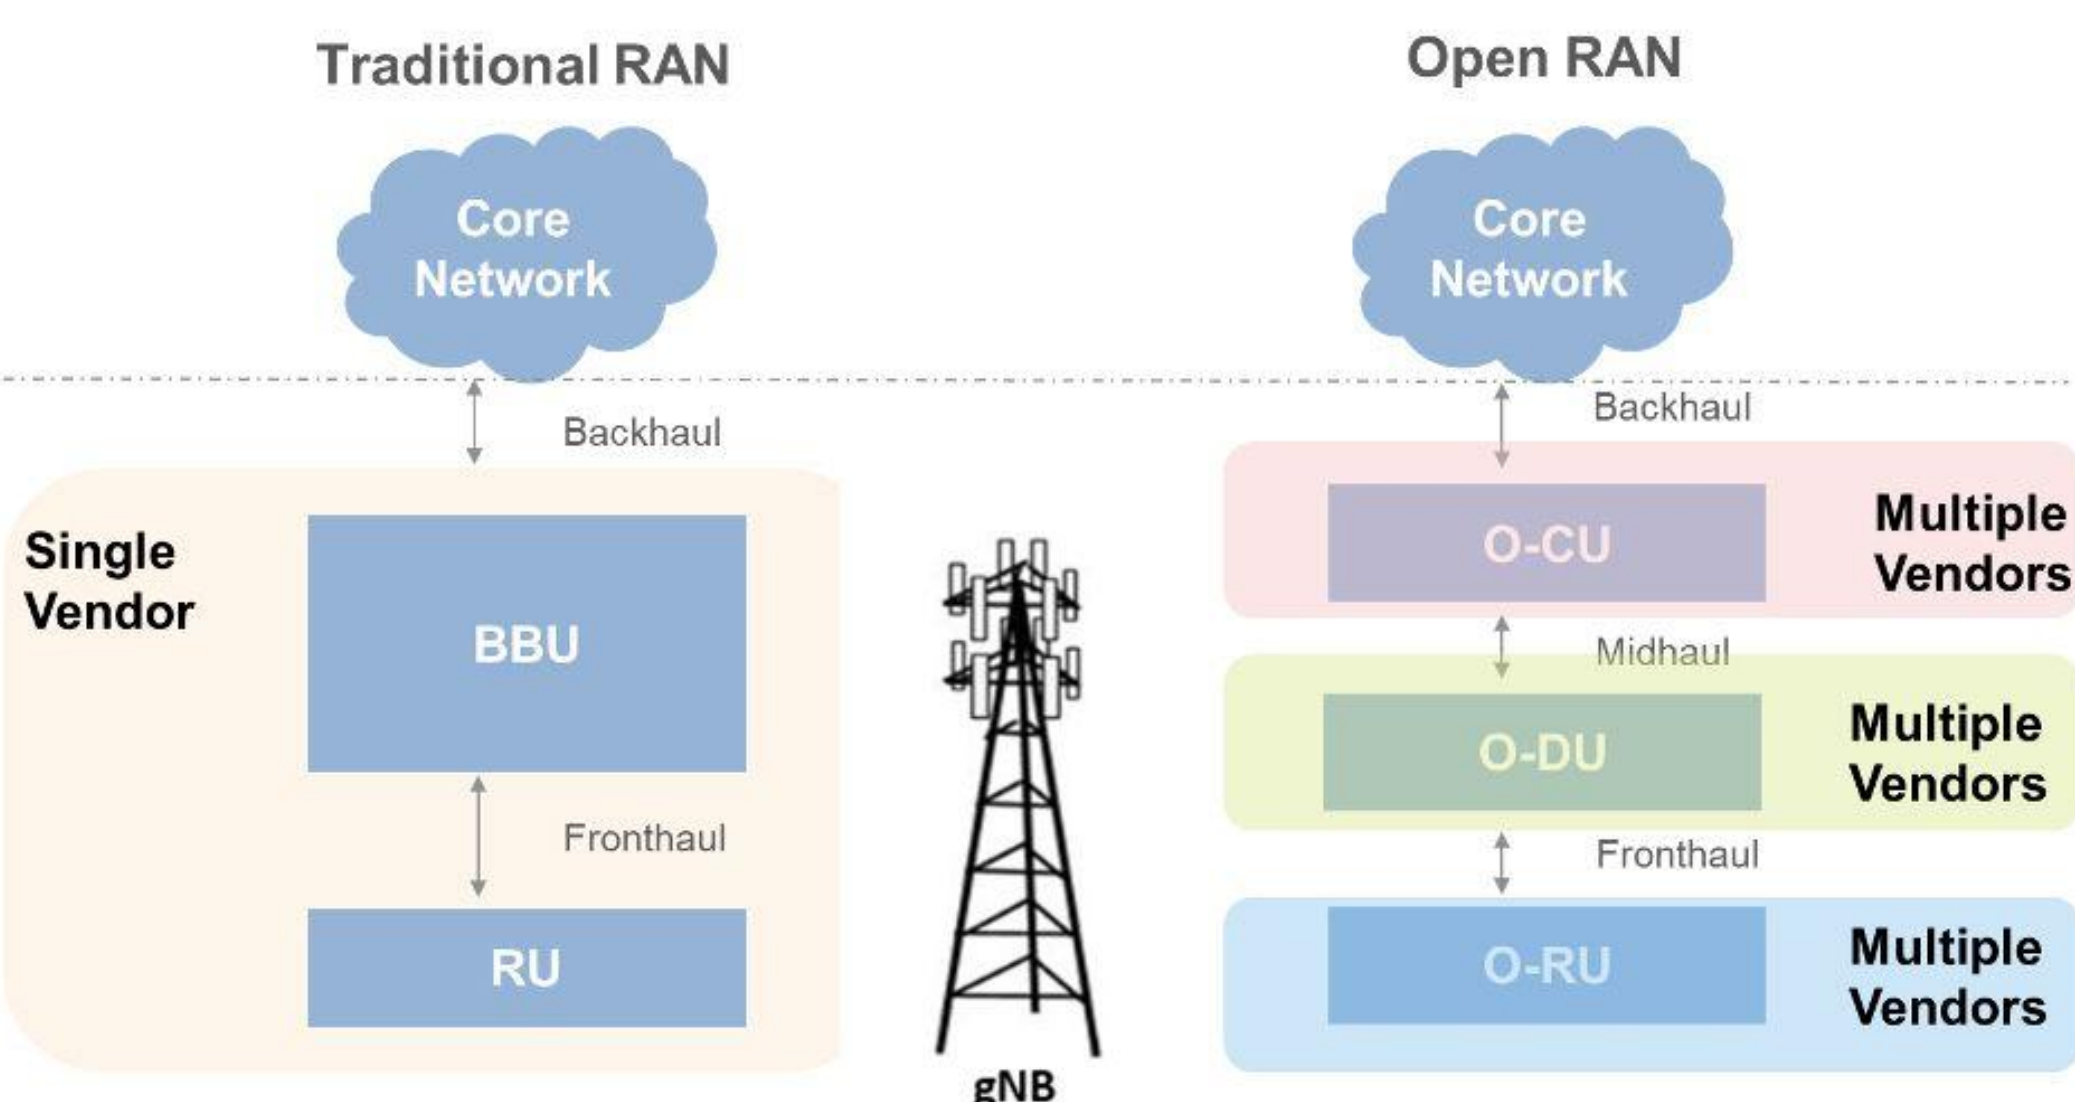 Traditional RAN
Core
Network
Backhaul
Single
Vendor
BBU
Fronthaul
RU
gNB
Open RAN
Core
Network
Backhaul
O-CU
Multiple
Vendors
Midhaul
O-DU
Multiple
Vendors
Fronthaul
O-RU
Multiple
Vendors